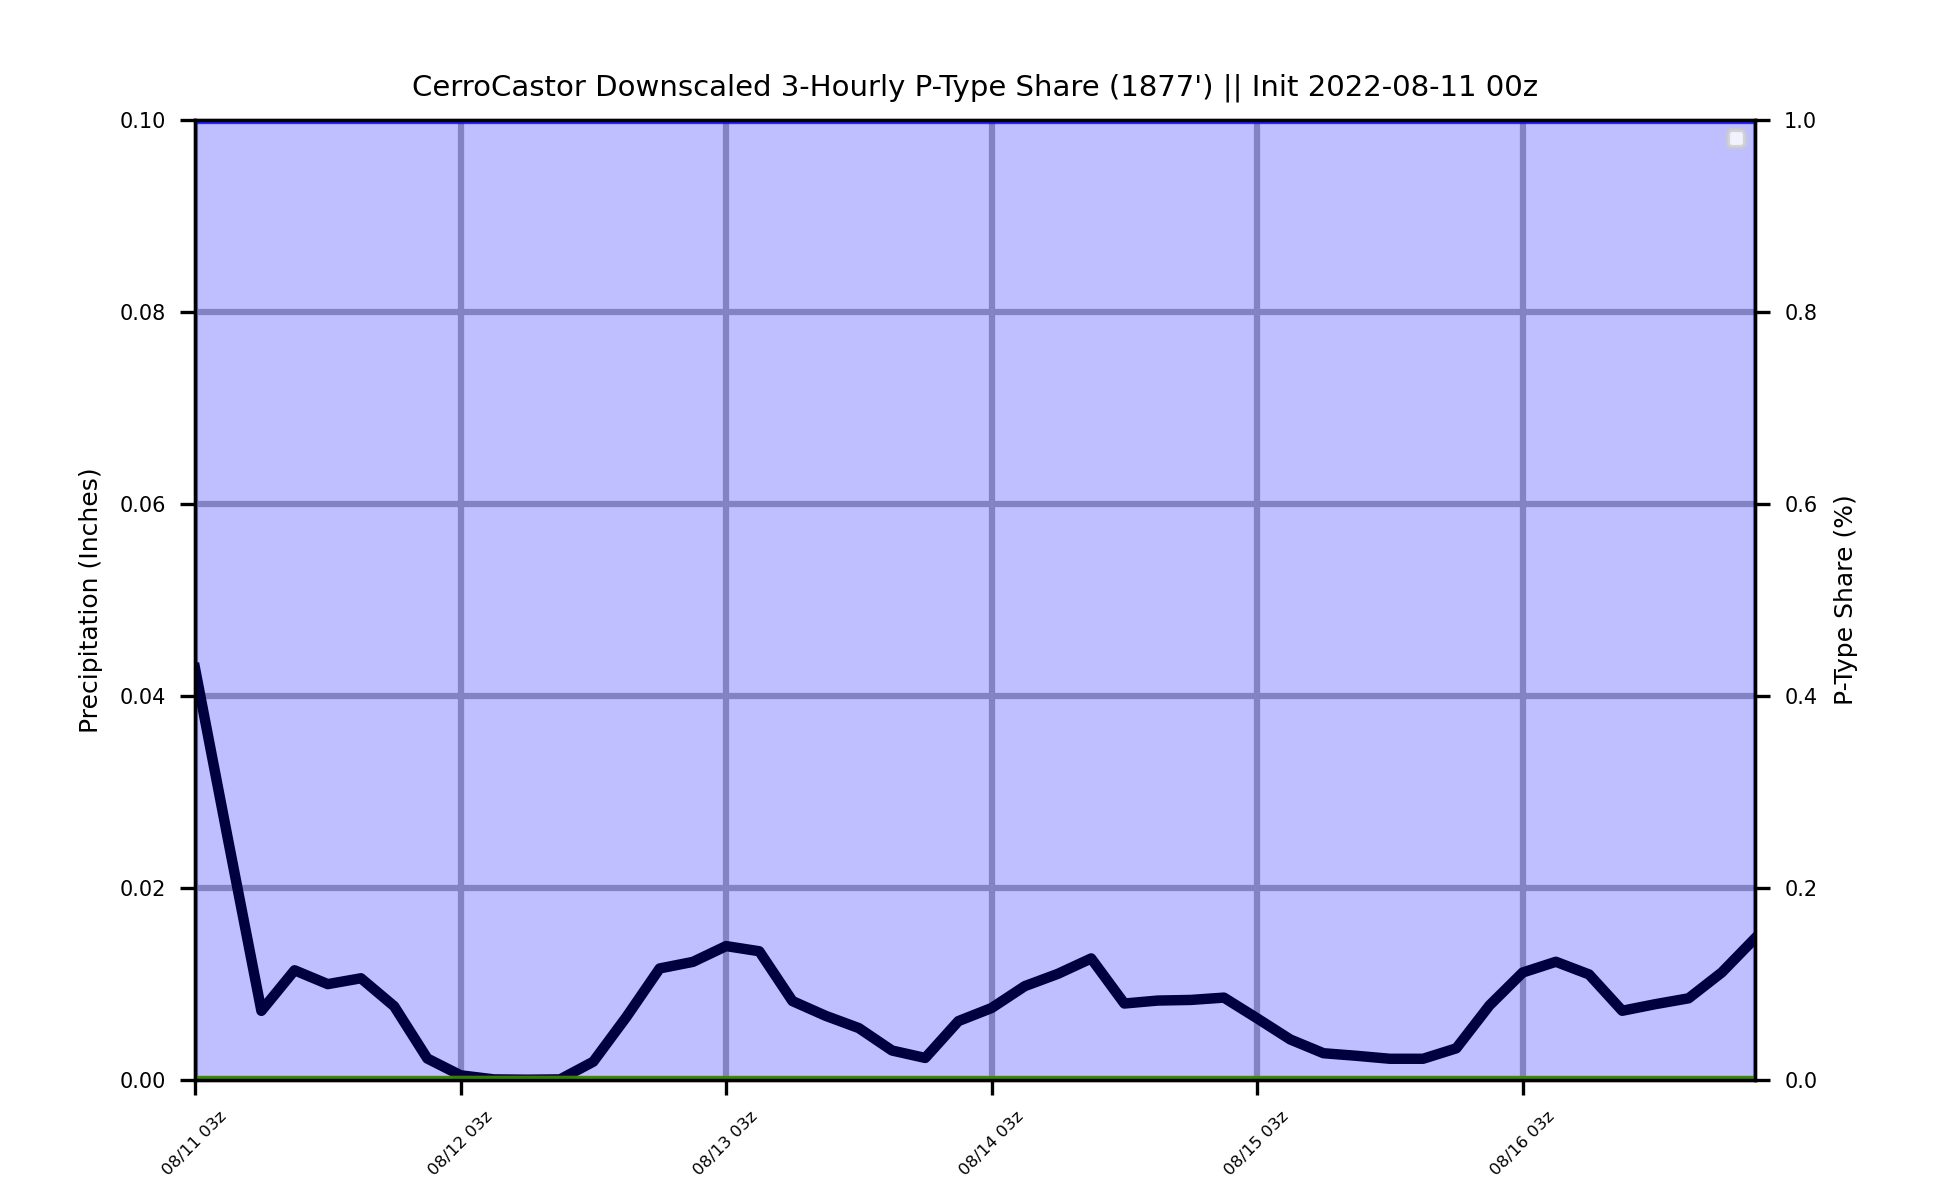 CerroCastor Downscaled 3-Hourly P-Type Share (1877') || Init 2022-08-11 00z
0.10
0.08
0.06
0.04
0.02
0.00
Precipitation (Inches)
1.0
0.8
0.6
0.4
0.2
0.0
P-Type Share (%)
08/11 03z
08/12 03z
08/13 03z
08/14 03z
08/15 03z
08/16 03z